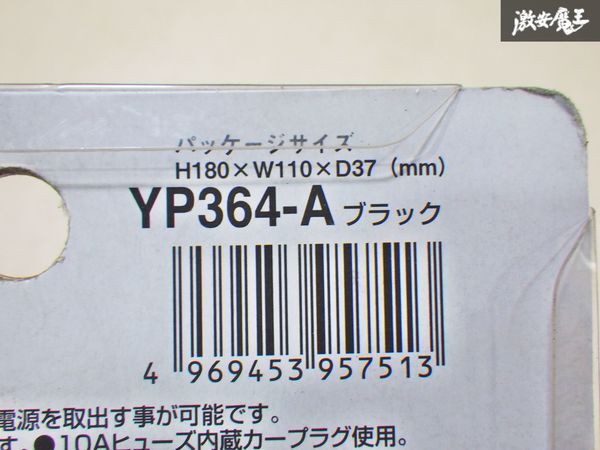 激安魔王
パッケージサイズ
H180×W110×D37 (mm)
YP364-A ブラック
4 969453 957513
電源を取出す事が可能です。
す。●10Aヒューズ内蔵カープラグ使用。